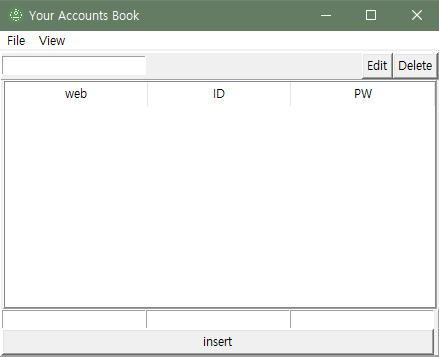 Your Accounts Book
File View
Edit Delete
web ID PW
insert